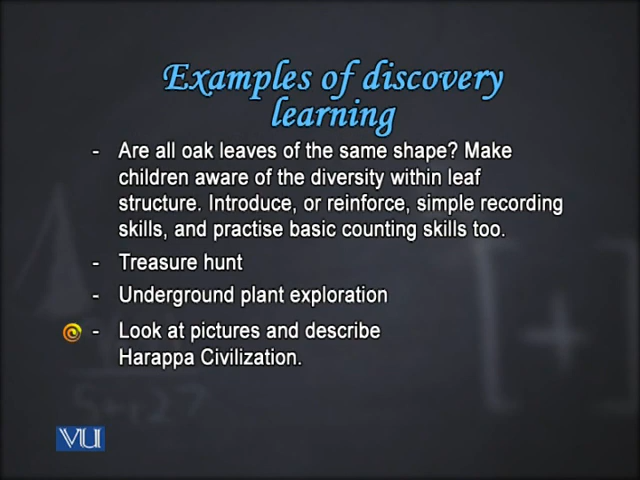 Examples of discovery
learning
- Are all oak leaves of the same shape? Make
children aware of the diversity within leaf
structure. Introduce, or reinforce, simple recording
skills, and practise basic counting skills too.
- Treasure hunt
- Underground plant exploration
- Look at pictures and describe
Harappa Civilization.
VU